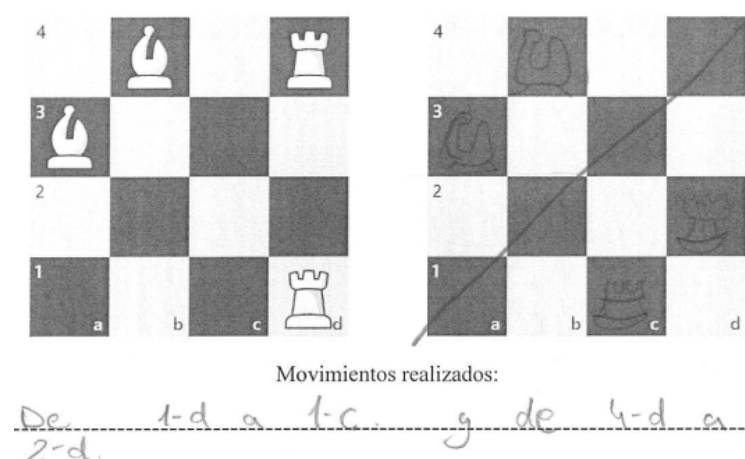 4 4
3 3
2 2
1 1
a b c d a b c d
Movimientos realizados:
De 1-d a 1-c. y de 4-d a
2-d.